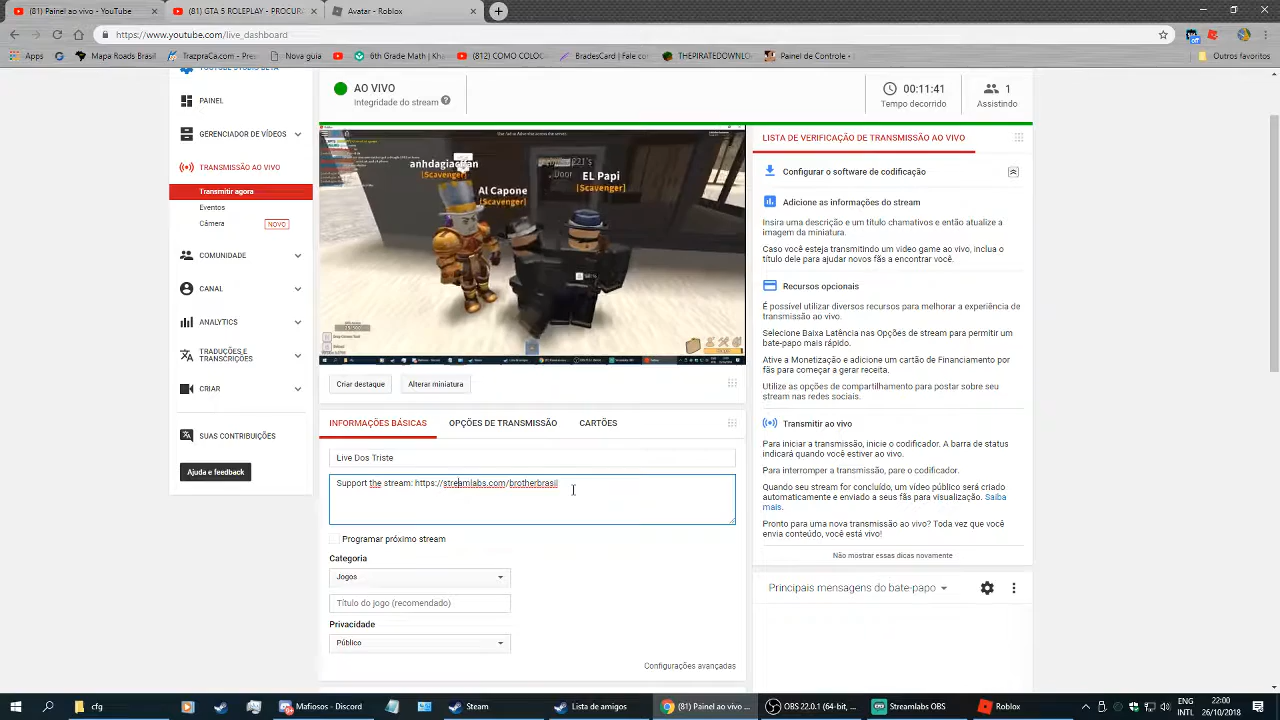 (81) Painel ao vivo - YouTube
(81) GTA 5 ROLEPLAY - PROCURA
Avatar - Roblox
https://www.youtube.com/live_dashboard
off
Apps
G
Mapa Roads Brasil
TrazpraCa.com - Pro
Nova guia
6th Grade Math | Kh
(812) COMO COLOC
BradesCard | Fale co
THEPIRATEDOWNLO
Painel de Controle
Outros favoritos
PAINEL
GERENCIADOR DE VÍDEOS
TRANSMISSÃO AO VIVO
Transmitir agora
Eventos
Câmera
NOVO
COMUNIDADE
CANAL
ANALYTICS
TRADUÇÕES E
TRANSCRIÇÕES
CRIAR
SUAS CONTRIBUIÇÕES
Ajuda e feedback
AO VIVO
Integridade do stream
00:11:41
Tempo decorrido
1
Assistindo
anhdagiacban
[Scavenger]
Al Capone
[Scavenger]
Door
EL Papi
[Scavenger]
Criar destaque
Alterar miniatura
INFORMAÇÕES BÁSICAS
OPÇÕES DE TRANSMISSÃO
CARTÕES
Live Dos Triste
Support the stream: https://streamlabs.com/brotherbrasil
Programar próximo stream
Categoria
Jogos
Título do jogo (recomendado)
Privacidade
Público
Configurações avançadas
LISTA DE VERIFICAÇÃO DE TRANSMISSÃO AO VIVO
Configurar o software de codificação
Adicione as informações do stream
Insira uma descrição e um título chamativos e então atualize a
imagem da miniatura.
Caso você esteja transmitindo um vídeo game ao vivo, inclua o
título dele para ajudar novos fãs a encontrar você.
Recursos opcionais
É possível utilizar diversos recursos para melhorar a experiência de
transmissão ao vivo.
Selecione Baixa Latência nas Opções de stream para permitir um
bate-papo mais rápido.
Ative a Monetização e adicione um cartão de Financiamento por
fãs para começar a gerar receita.
Utilize as opções de compartilhamento para postar sobre seu
stream nas redes sociais.
Transmitir ao vivo
Para iniciar a transmissão, inicie o codificador. A barra de status
indicará quando você estiver ao vivo.
Para interromper a transmissão, pare o codificador.
Quando seu stream for concluído, um vídeo público será criado
automaticamente e enviado a seus fãs para visualização. Saiba
mais.
Pronto para uma nova transmissão ao vivo? Toda vez que você
envia conteúdo, você está vivo!
Não mostrar essas dicas novamente
Principais mensagens do bate-papo
cfg
Mafiosos - Discord
Steam
Lista de amigos
(81) Painel ao vivo ...
OBS 22.0.1 (64-bit, ...
Streamlabs OBS
Roblox
ENG
INTL
22:00
26/10/2018